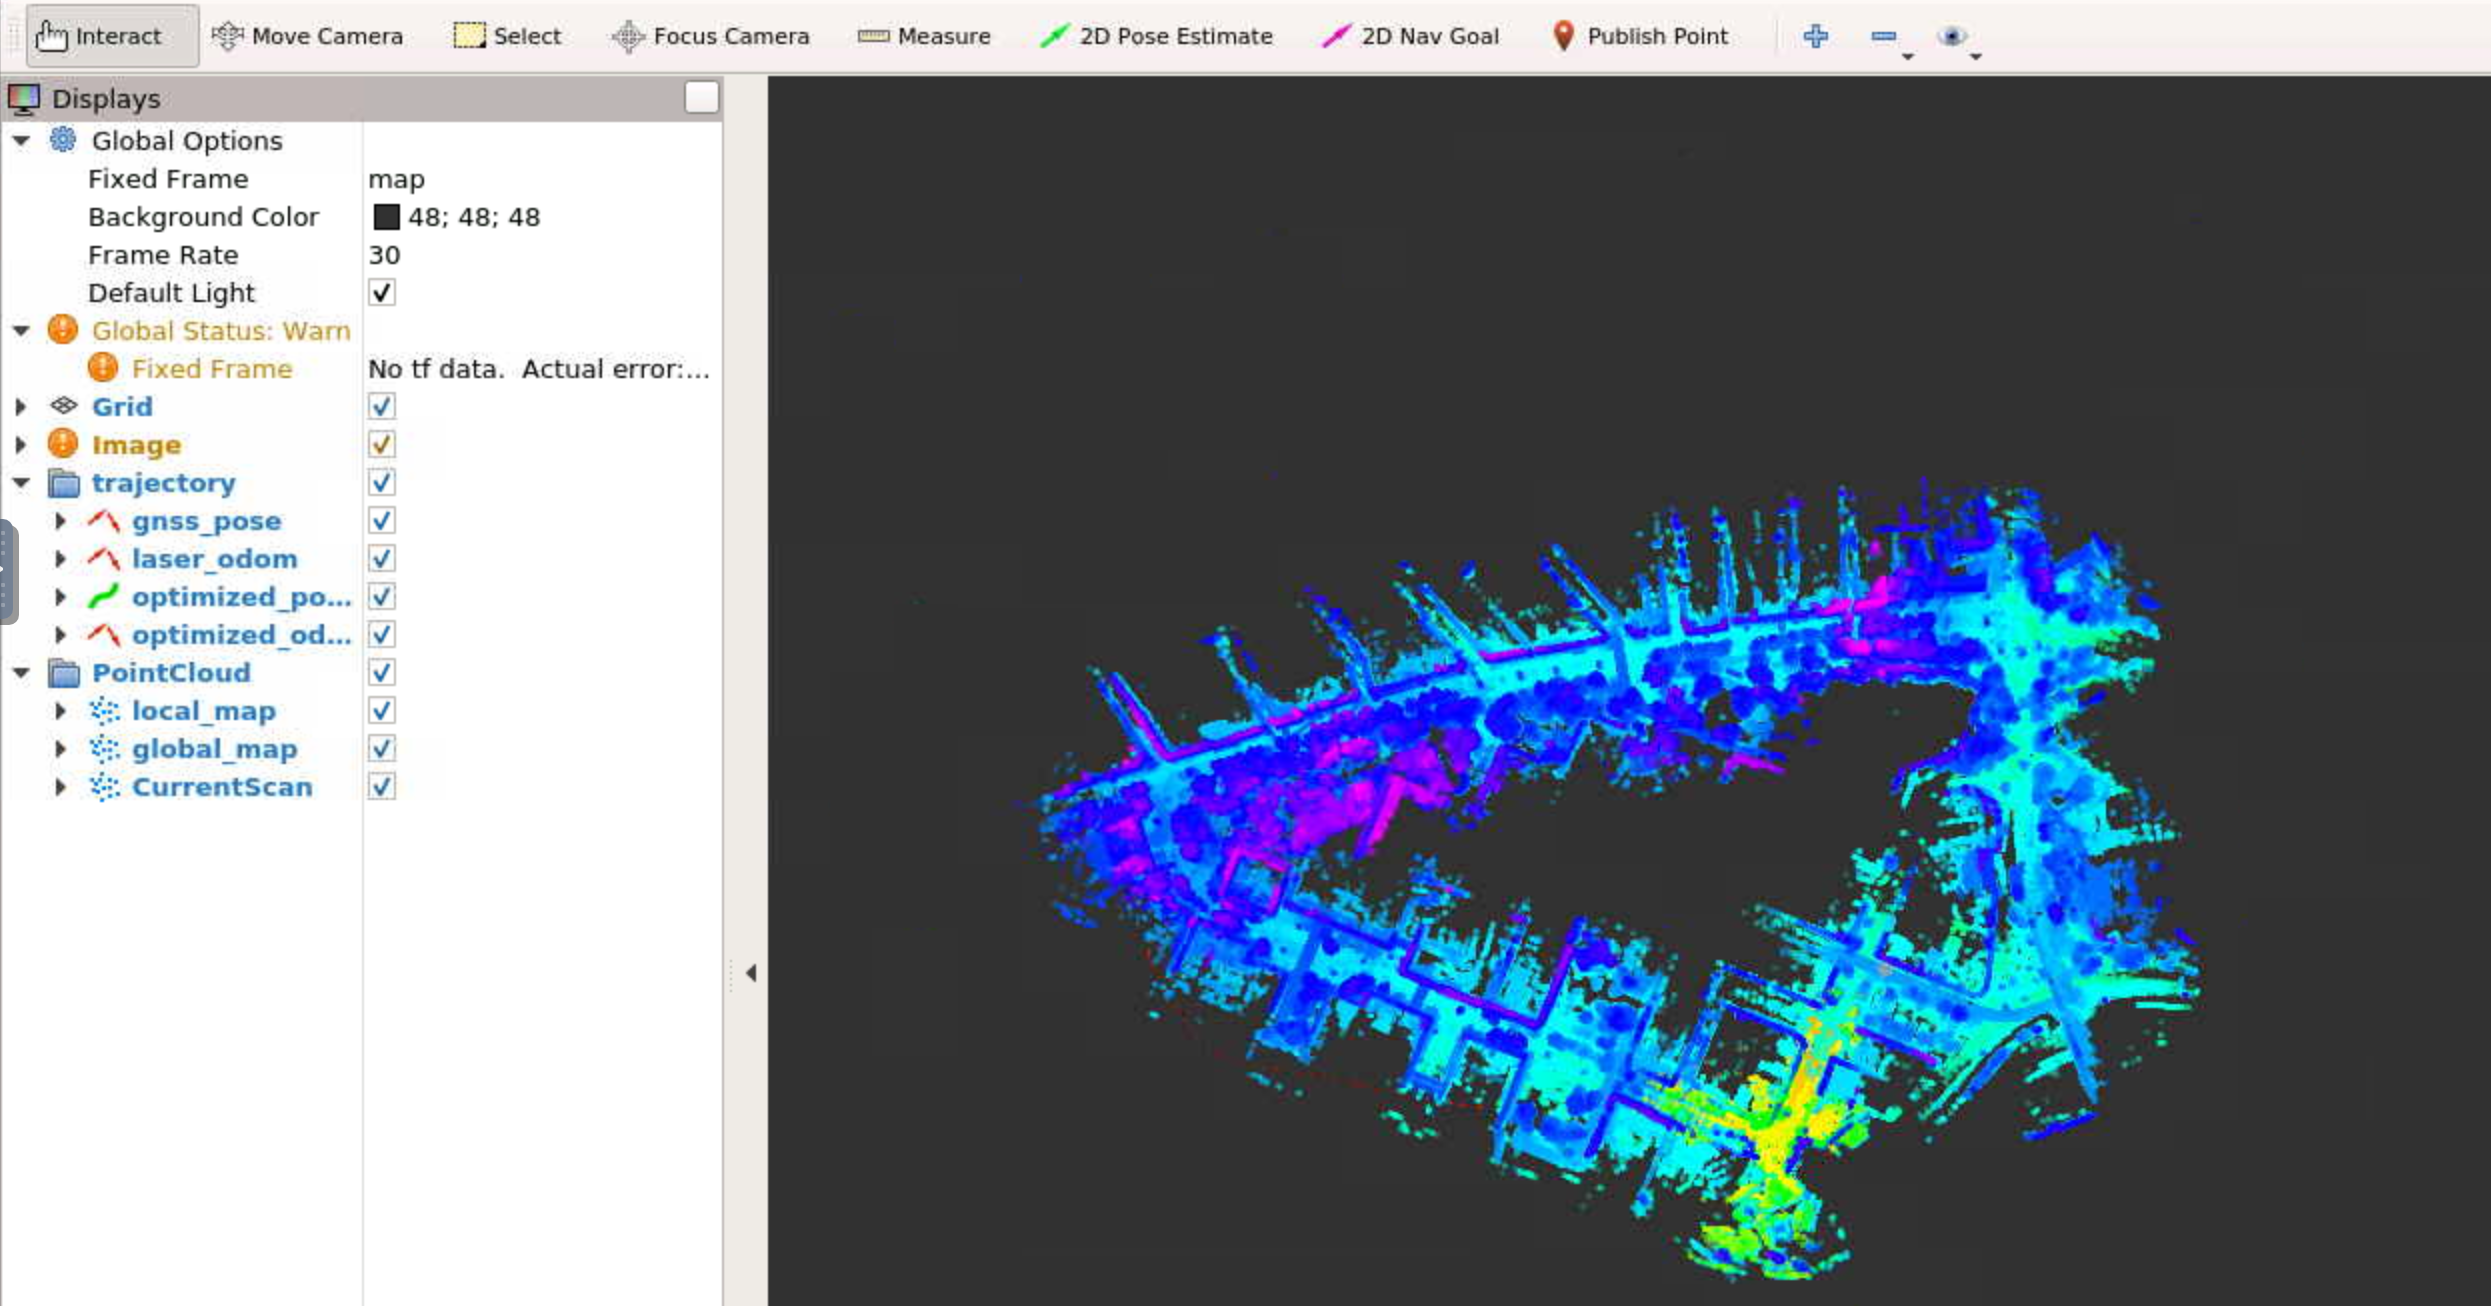 Interact Move Camera Select Focus Camera Measure 2D Pose Estimate 2D Nav Goal Publish Point
Displays
Global Options
Fixed Frame map
Background Color 48; 48; 48
Frame Rate 30
Default Light
Global Status: Warn
Fixed Frame No tf data.  Actual error:...
Grid
Image
trajectory
gnss_pose
laser_odom
optimized_po...
optimized_od...
PointCloud
local_map
global_map
CurrentScan